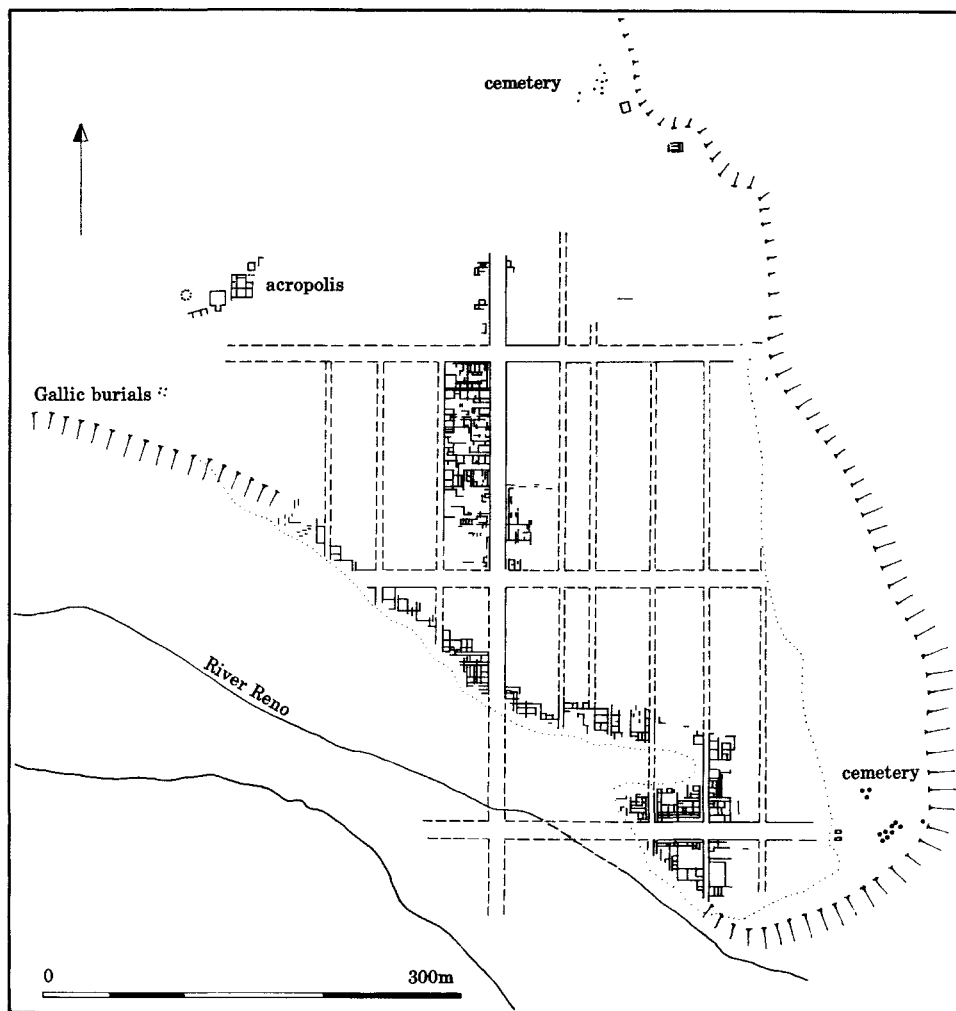 cemetery
acropolis
Gallic burials
River Reno
cemetery
0 300m